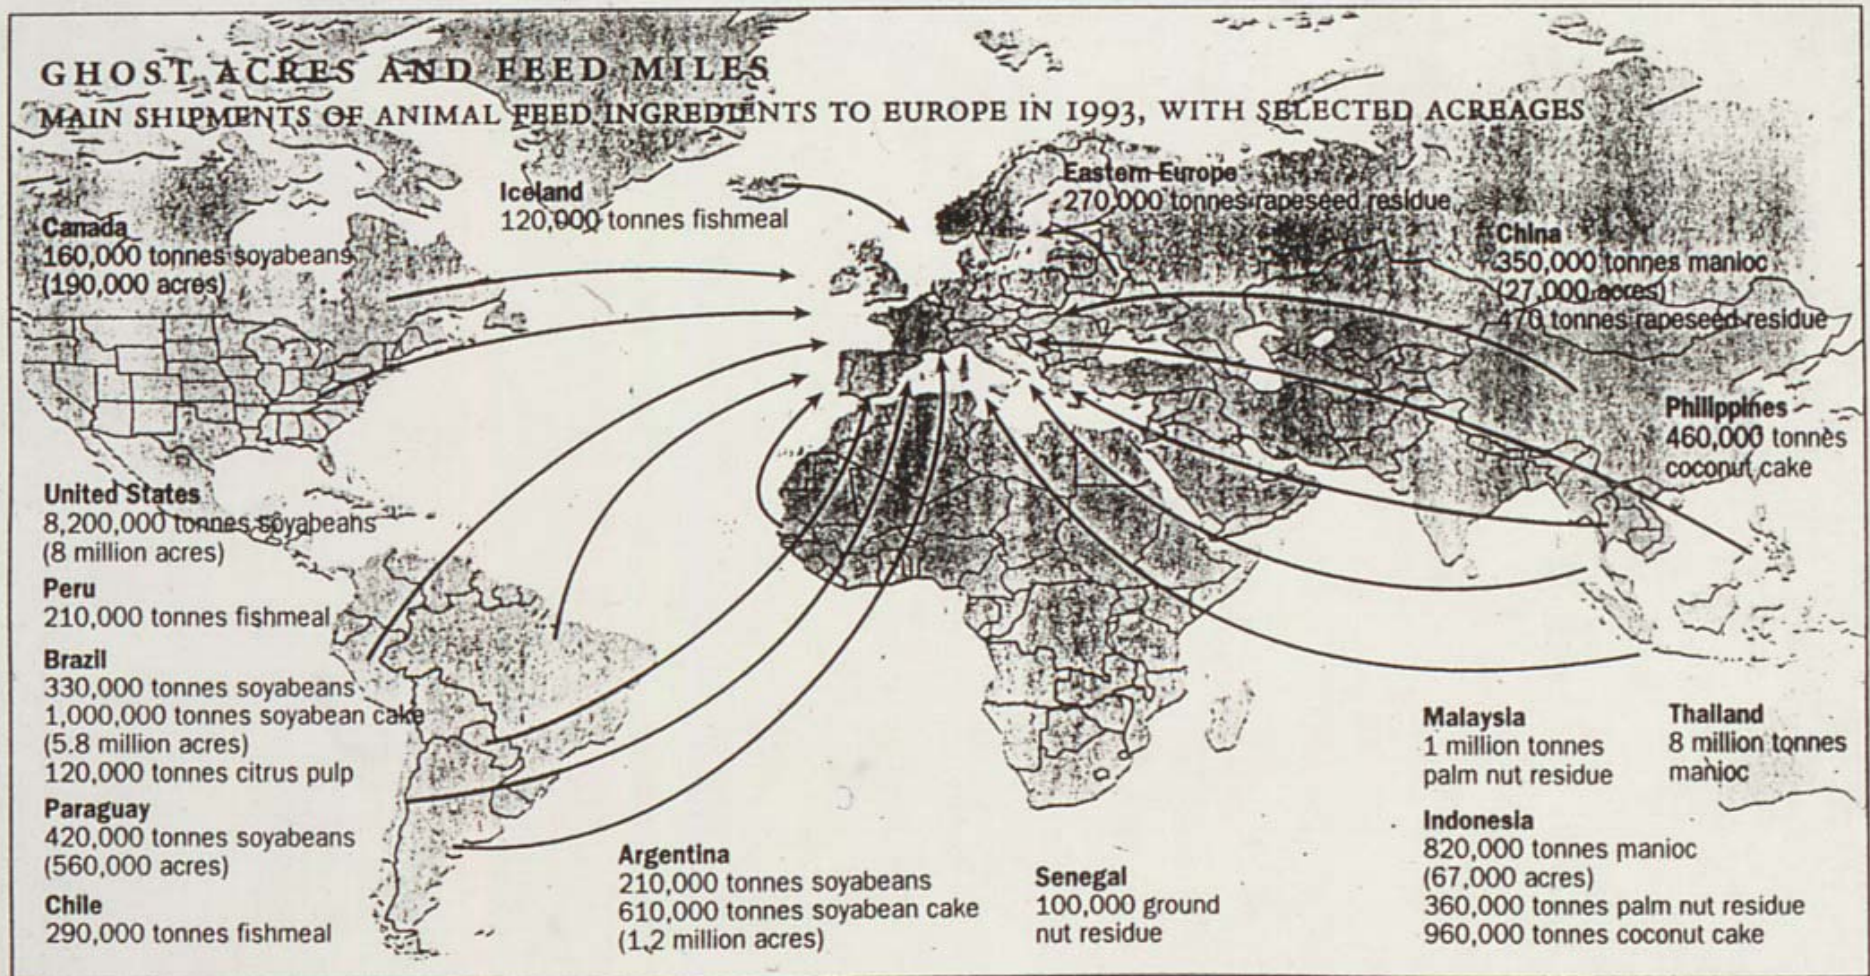 GHOST ACRES AND FEED MILES
MAIN SHIPMENTS OF ANIMAL FEED INGREDIENTS TO EUROPE IN 1993, WITH SELECTED ACREAGES
Iceland
120,000 tonnes fishmeal
Eastern Europe
270,000 tonnes rapeseed residue
Canada
160,000 tonnes soyabeans
(190,000 acres)
China
350,000 tonnes manioc
(27,000 acres)
470 tonnes rapeseed residue
Philippines
460,000 tonnes
coconut cake
United States
8,200,000 tonnes soyabeans
(8 million acres)
Peru
210,000 tonnes fishmeal
Brazil
330,000 tonnes soyabeans
1,000,000 tonnes soyabean cake
(5.8 million acres)
120,000 tonnes citrus pulp
Paraguay
420,000 tonnes soyabeans
(560,000 acres)
Chile
290,000 tonnes fishmeal
Argentina
210,000 tonnes soyabeans
610,000 tonnes soyabean cake
(1,2 million acres)
Senegal
100,000 ground
nut residue
Malaysia
1 million tonnes
palm nut residue
Thailand
8 million tonnes
manioc
Indonesia
820,000 tonnes manioc
(67,000 acres)
360,000 tonnes palm nut residue
960,000 tonnes coconut cake